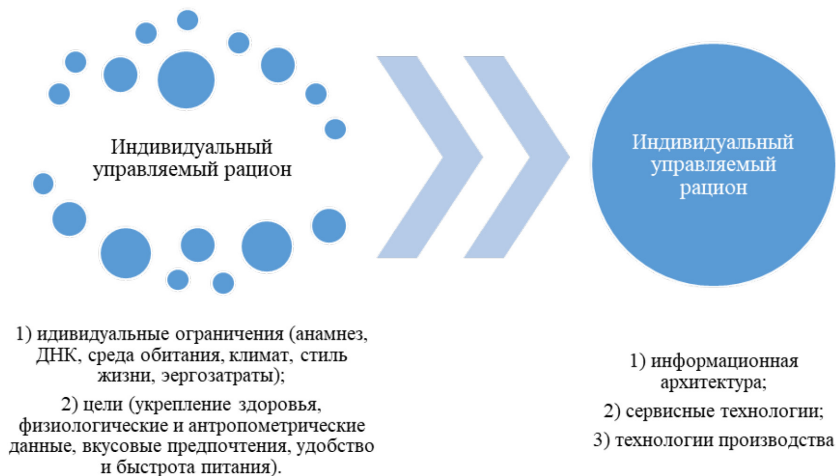 Индивидуальный
управляемый рацион
Индивидуальный
управляемый
рацион
1) идивидуальные ограничения (анамнез,
ДНК, среда обитания, климат, стиль
жизни, эергозатраты);
2) цели (укрепление здоровья,
физиологические и антропометрические
данные, вкусовые предпочтения, удобство
и быстрота питания).
1) информационная
архитектура;
2) сервисные технологии;
3) технологии производства